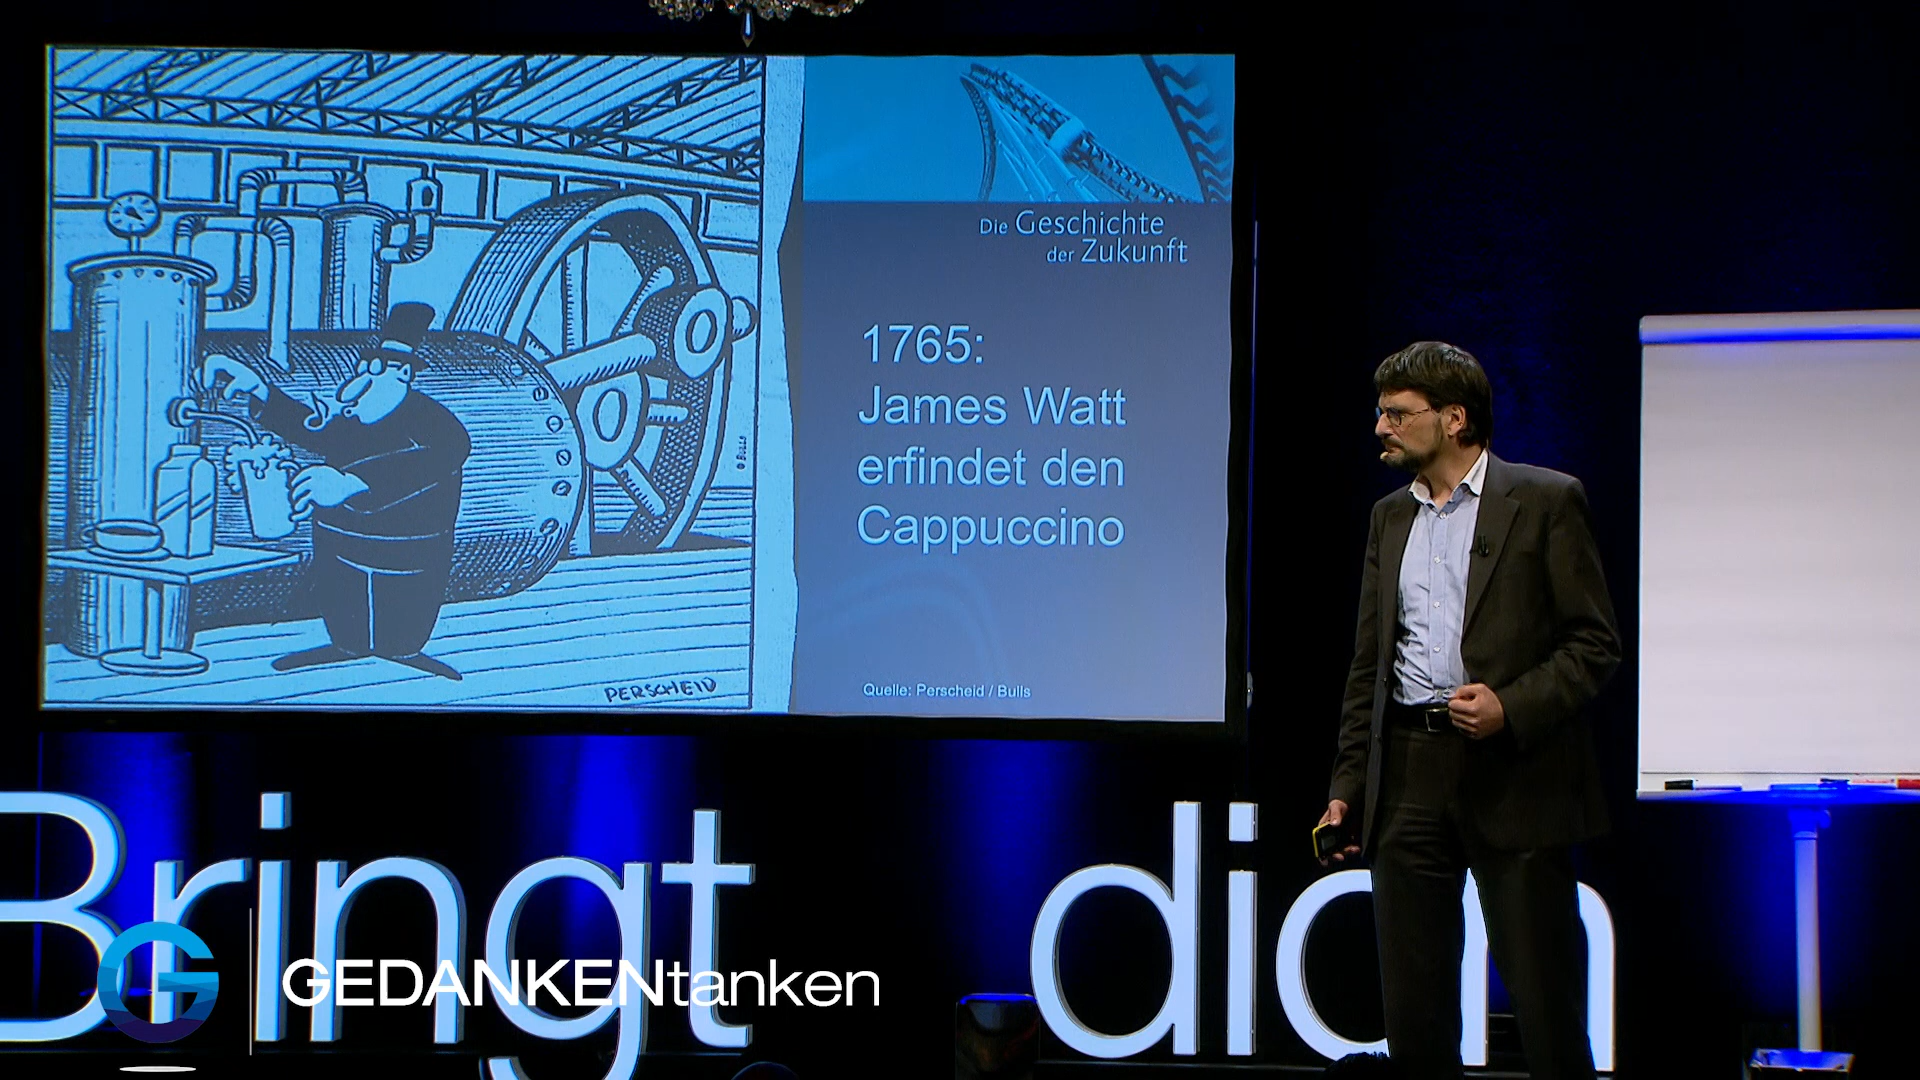 Die Geschichte
der Zukunft
1765:
James Watt
erfindet den
Cappuccino
Quelle: Perscheid / Bulls
PERSCHEID
© BULLS
Bringt dich
G GEDANKENtanken